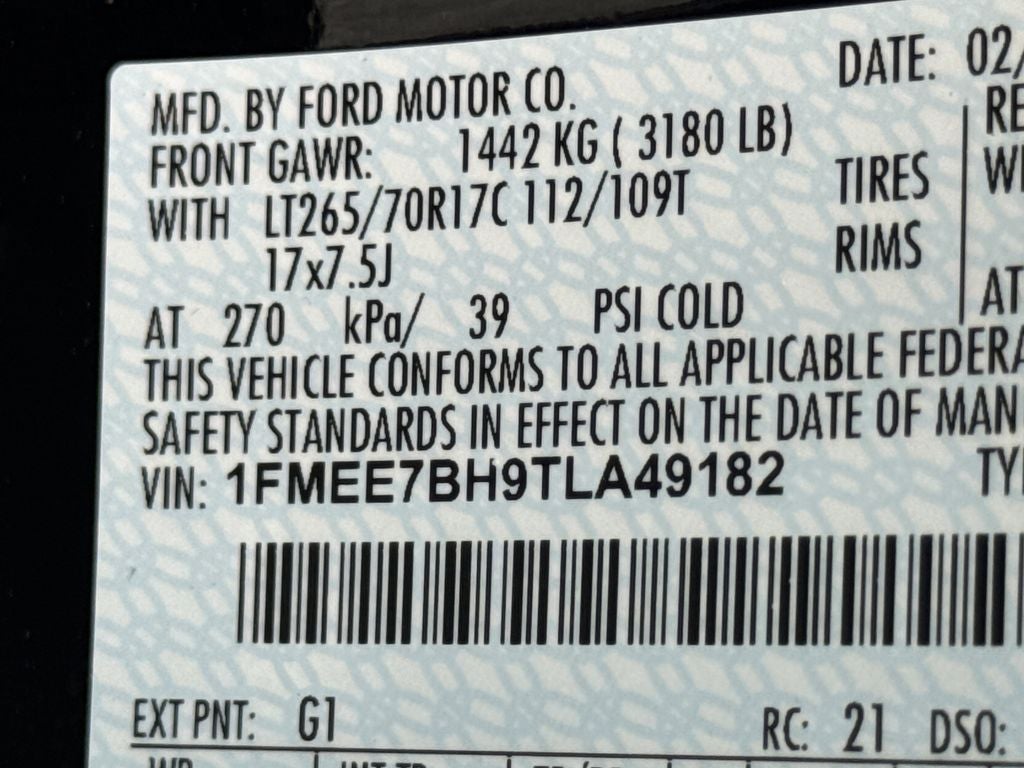 DATE: 02/
MFD. BY FORD MOTOR CO.
FRONT GAWR: 1442 KG ( 3180 LB) RE
WITH LT265/70R17C 112/109T TIRES WI
17x7.5J RIMS
AT 270 kPa/ 39 PSI COLD AT
THIS VEHICLE CONFORMS TO ALL APPLICABLE FEDERA
SAFETY STANDARDS IN EFFECT ON THE DATE OF MAN
VIN: 1FMEE7BH9TLA49182 TY
EXT PNT: G1 RC: 21 DSO: